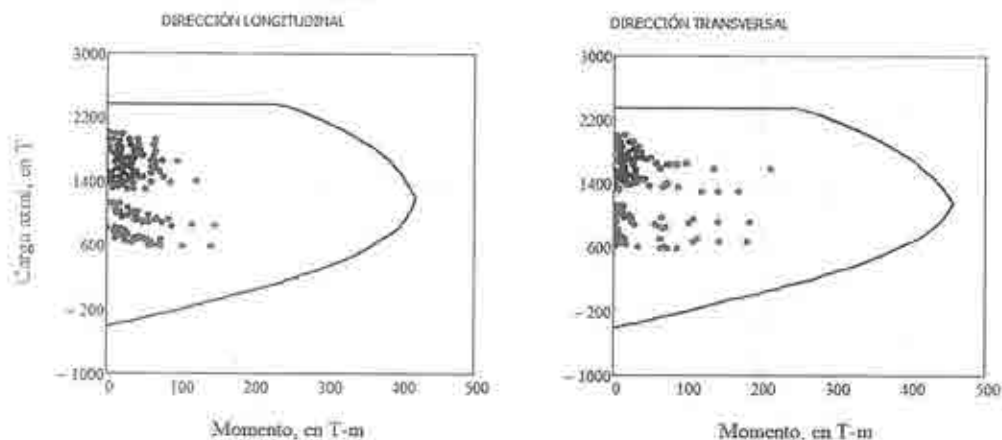 DIRECCIÓN LONGITUDINAL
3000
2200
1400
600
− 200
− 1000
0 100 200 300 400 500
Carga axial, en T
Momento, en T-m
DIRECCIÓN TRANSVERSAL
3000
2200
1400
600
− 200
− 1000
0 100 200 300 400 500
Momento, en T-m